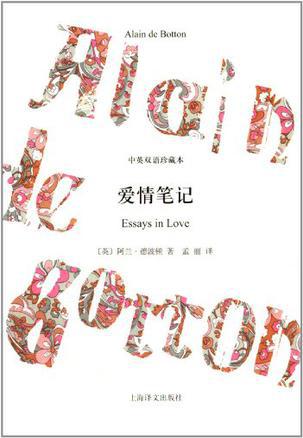 Alain de Botton
Alain
中英双语珍藏本
爱情笔记
Essays in Love
de
〔英〕阿兰·德波顿 著 孟丽 译
Botton
上海译文出版社